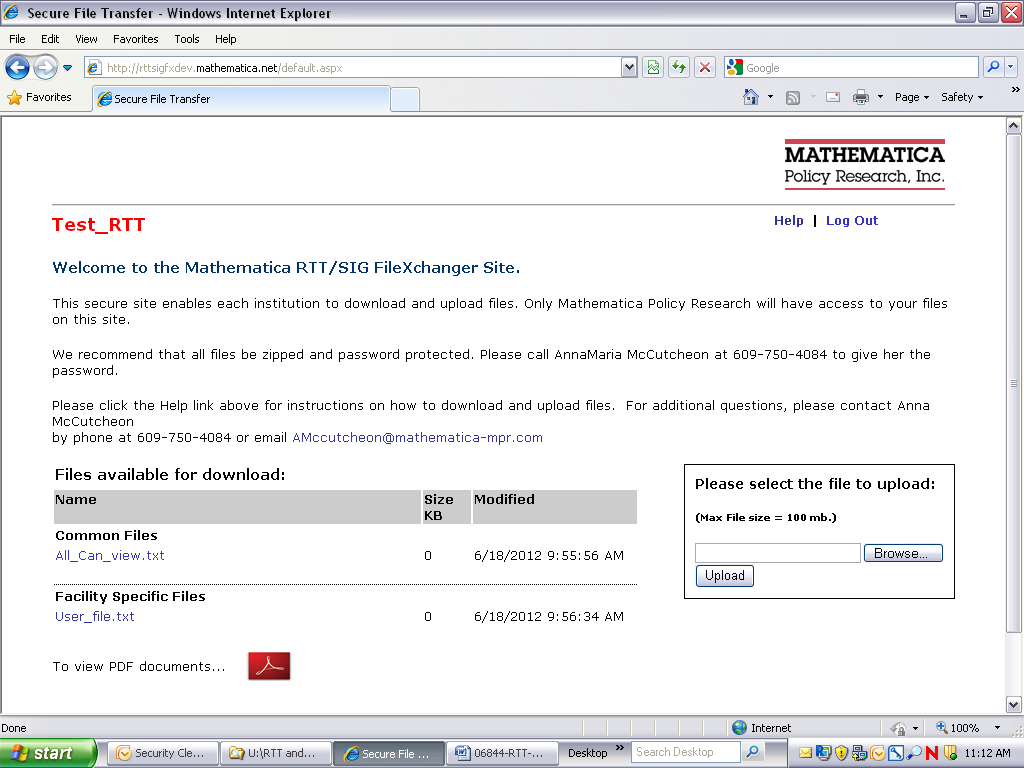 Secure File Transfer - Windows Internet Explorer
File Edit View Favorites Tools Help
http://rttsigfxdev.mathematica.net/default.aspx
Google
Favorites
Secure File Transfer
Page
Safety
»
MATHEMATICA
Policy Research, Inc.
Test_RTT
Help | Log Out
Welcome to the Mathematica RTT/SIG FileXchanger Site.
This secure site enables each institution to download and upload files. Only Mathematica Policy Research will have access to your files
on this site.
We recommend that all files be zipped and password protected. Please call AnnaMaria McCutcheon at 609-750-4084 to give her the
password.
Please click the Help link above for instructions on how to download and upload files. For additional questions, please contact Anna
McCutcheon
by phone at 609-750-4084 or email AMccutcheon@mathematica-mpr.com
Files available for download:
Name Size Modified
KB
Common Files
All_Can_view.txt 0 6/18/2012 9:55:56 AM
Facility Specific Files
User_file.txt 0 6/18/2012 9:56:34 AM
To view PDF documents...
Please select the file to upload:
(Max File size = 100 mb.)
Browse...
Upload
Done
Internet
100%
start
Security Cle...
U:\RTT and...
Secure File ...
06844-RTT-...
Desktop »
Search Desktop
N
11:12 AM